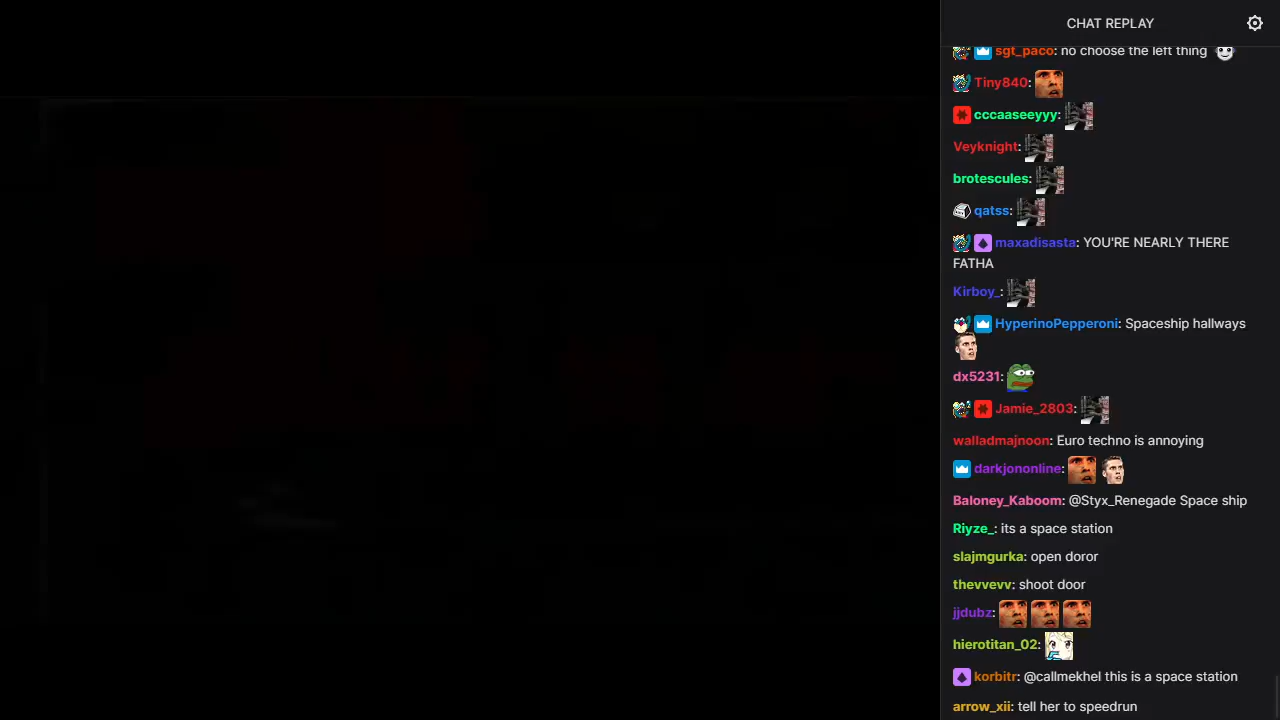 CHAT REPLAY
sgt_paco: no choose the left thing
Tiny840:
cccaaseeyyy:
Veyknight:
brotescules:
qatss:
maxadisasta: YOU'RE NEARLY THERE
FATHA
Kirboy_:
HyperinoPepperoni: Spaceship hallways
dx5231:
Jamie_2803:
walladmajnoon: Euro techno is annoying
darkjononline:
Baloney_Kaboom: @Styx_Renegade Space ship
Riyze_: its a space station
slajmgurka: open doror
thevvevv: shoot door
jjdubz:
hierotitan_02:
korbitr: @callmekhel this is a space station
arrow_xii: tell her to speedrun